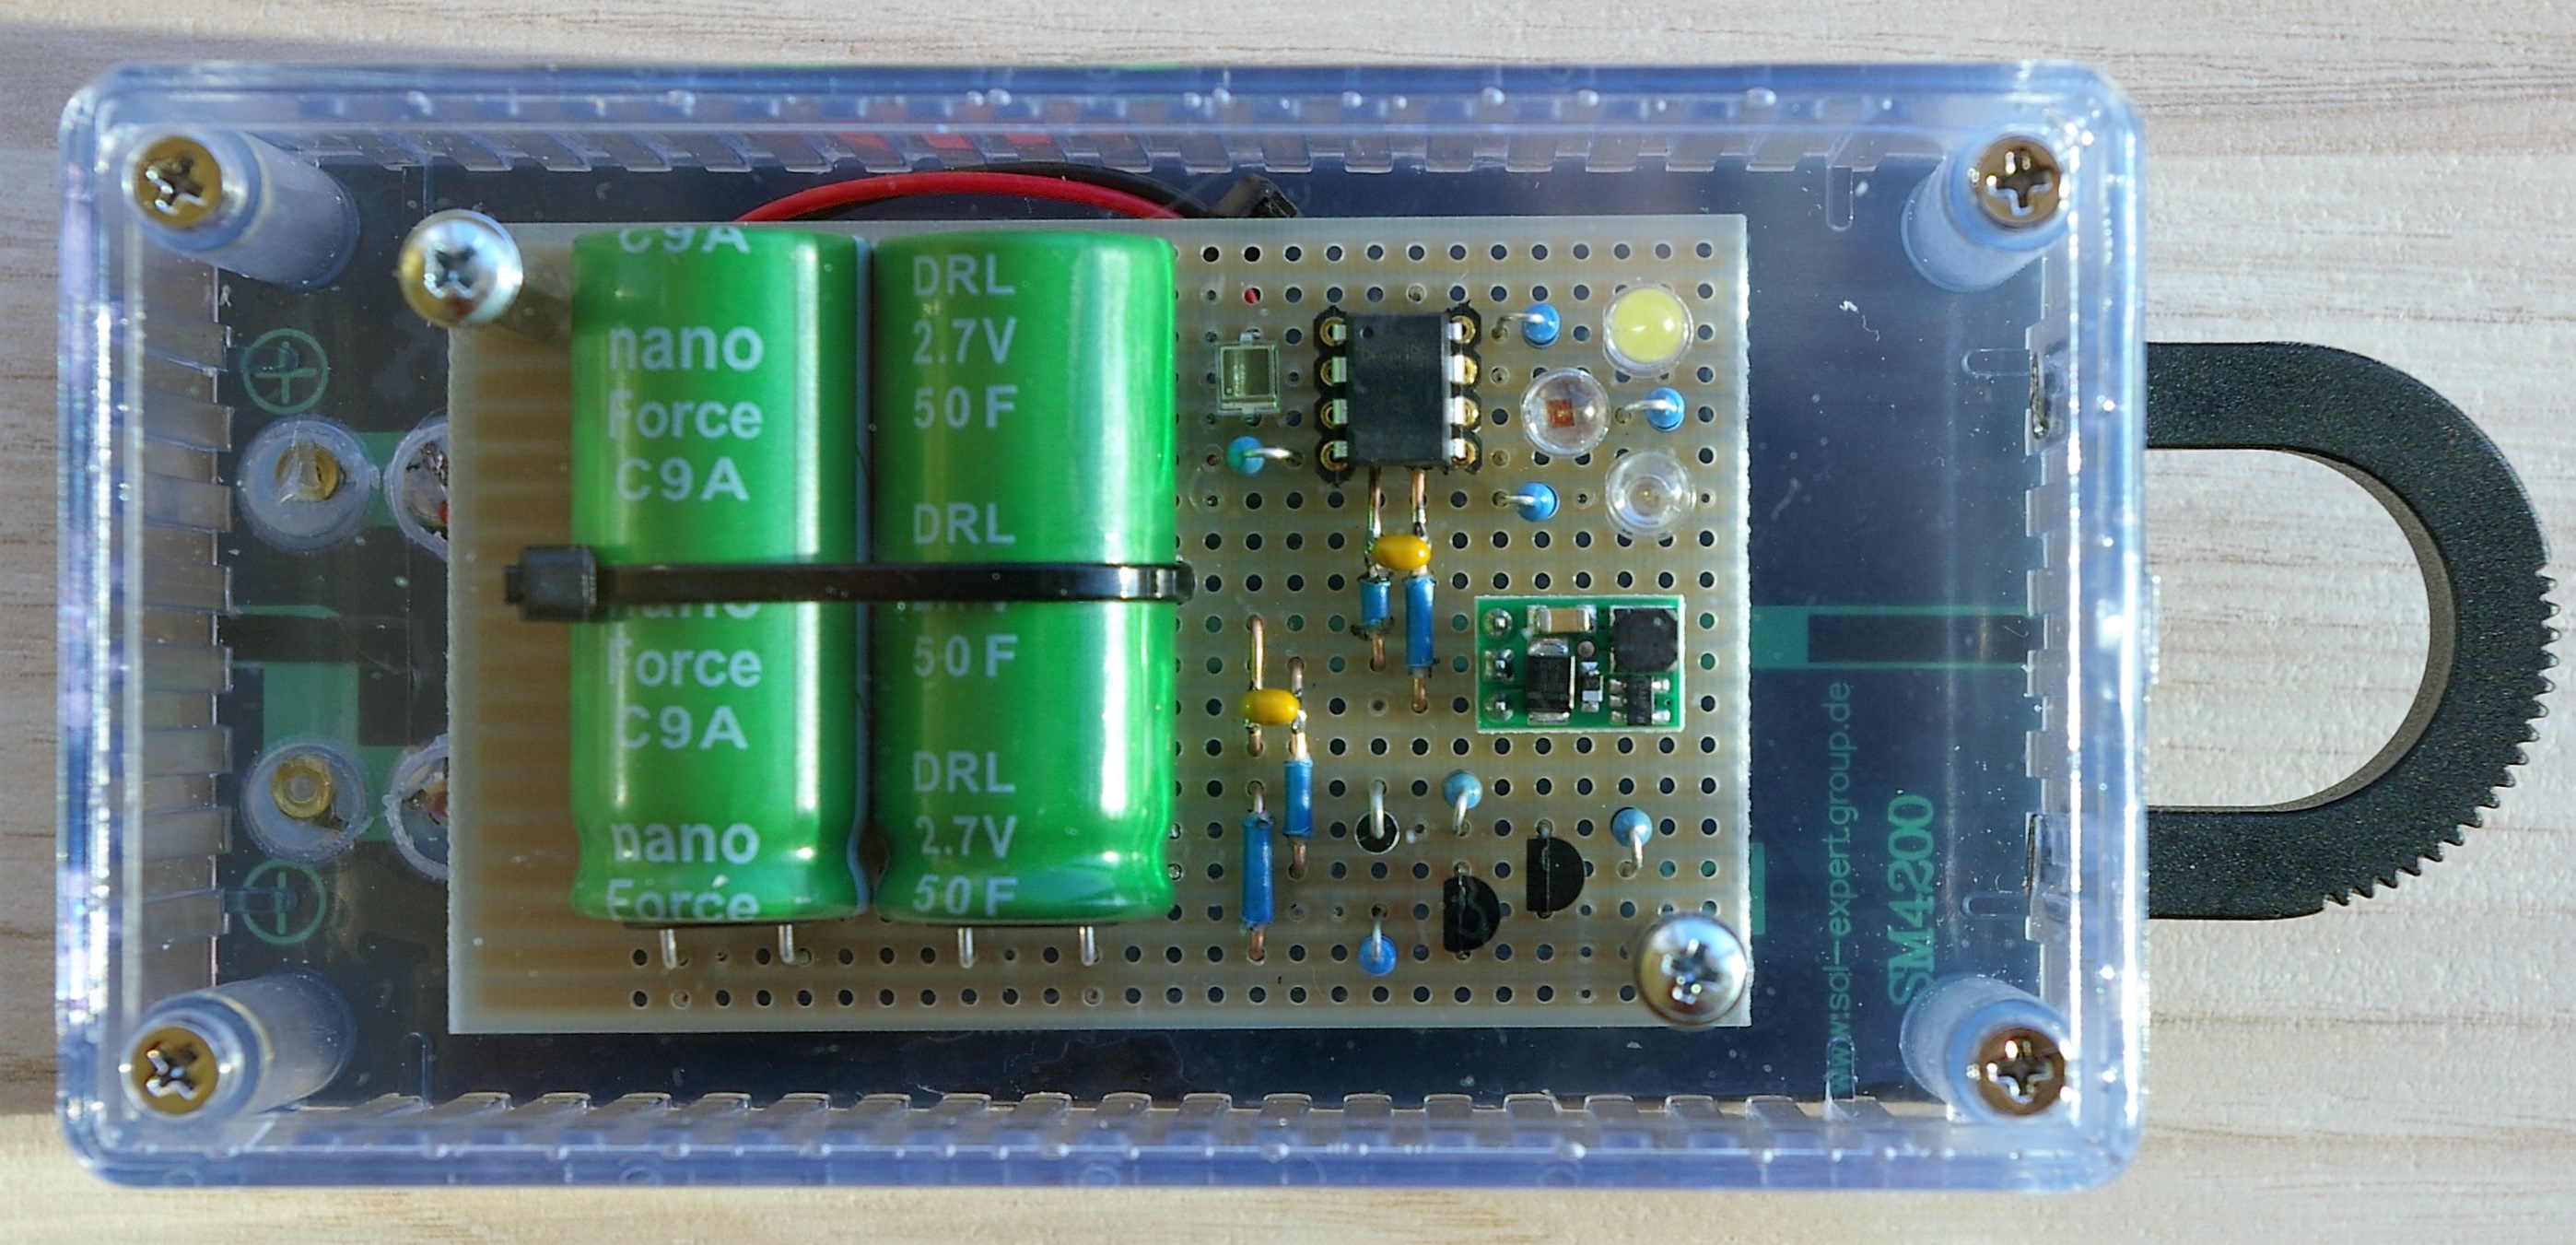 C9A
nano
Force
C9A
nano
Force
C9A
nano
Force
DRL
2.7V
50F
DRL
50F
DRL
2.7V
50F
+
-
www.sol-expert.group.de
SM4200